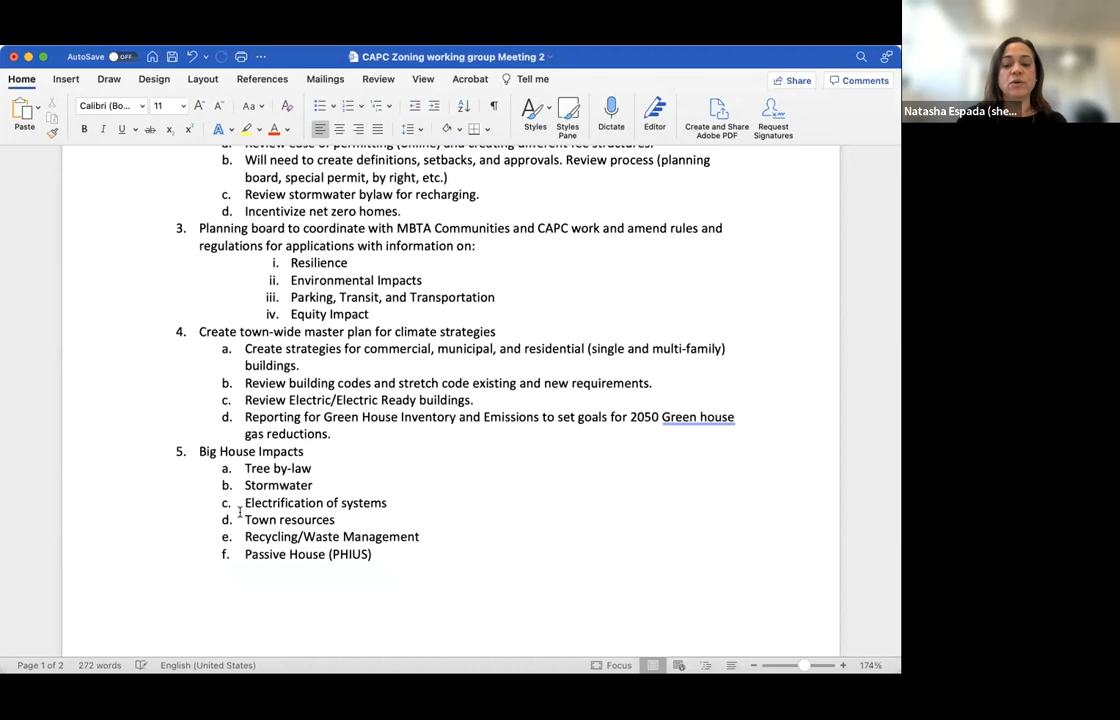 AutoSave OFF
CAPC Zoning working group Meeting 2
Home Insert Draw Design Layout References Mailings Review View Acrobat Tell me Share Comments
Paste Calibri (Bo... 11 Aa Styles Styles Pane Dictate Editor Create and Share Adobe PDF Request Signatures
Natasha Espada (she...
b. Will need to create definitions, setbacks, and approvals. Review process (planning
board, special permit, by right, etc.)
c. Review stormwater bylaw for recharging.
d. Incentivize net zero homes.
3. Planning board to coordinate with MBTA Communities and CAPC work and amend rules and
regulations for applications with information on:
i. Resilience
ii. Environmental Impacts
iii. Parking, Transit, and Transportation
iv. Equity Impact
4. Create town-wide master plan for climate strategies
a. Create strategies for commercial, municipal, and residential (single and multi-family)
buildings.
b. Review building codes and stretch code existing and new requirements.
c. Review Electric/Electric Ready buildings.
d. Reporting for Green House Inventory and Emissions to set goals for 2050 Green house
gas reductions.
5. Big House Impacts
a. Tree by-law
b. Stormwater
c. Electrification of systems
d. Town resources
e. Recycling/Waste Management
f. Passive House (PHIUS)
Page 1 of 2 272 words English (United States) Focus 174%